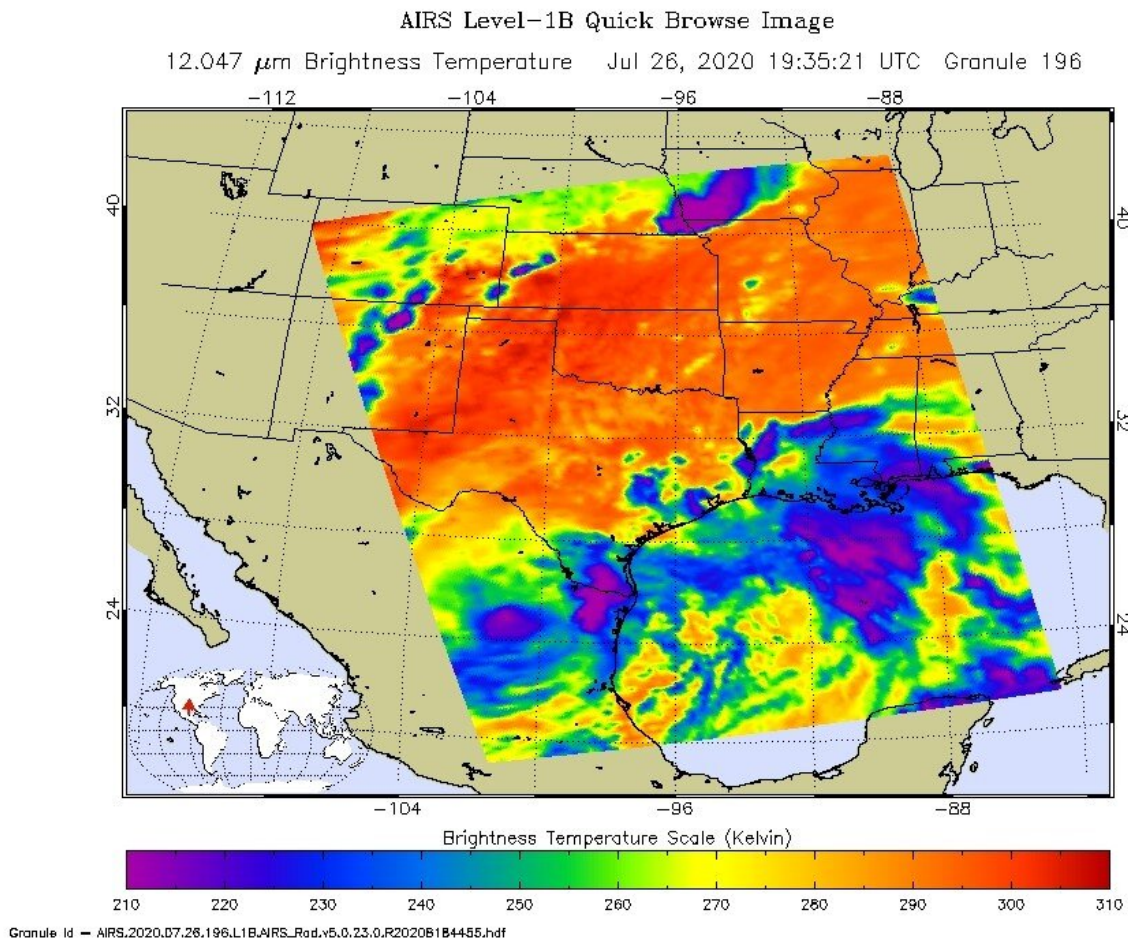 AIRS Level-1B Quick Browse Image
12.047 μm Brightness Temperature Jul 26, 2020 19:35:21 UTC Granule 196
-112 -104 -96 -88
40 40
32 32
24 24
-104 -96 -88
Brightness Temperature Scale (Kelvin)
210 220 230 240 250 260 270 280 290 300 310
Granule Id - AIRS.2020.07.26.196.L1B.AIRS_Rad.v5.0.23.0.R20208184455.hdf